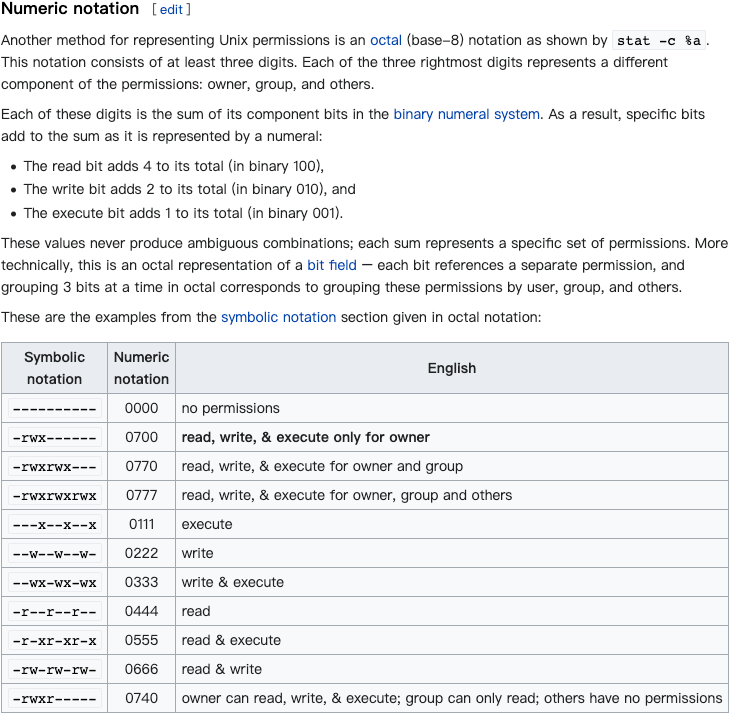 Numeric notation [ edit ]
Another method for representing Unix permissions is an octal (base-8) notation as shown by stat -c %a .
This notation consists of at least three digits. Each of the three rightmost digits represents a different
component of the permissions: owner, group, and others.
Each of these digits is the sum of its component bits in the binary numeral system. As a result, specific bits
add to the sum as it is represented by a numeral:
• The read bit adds 4 to its total (in binary 100),
• The write bit adds 2 to its total (in binary 010), and
• The execute bit adds 1 to its total (in binary 001).
These values never produce ambiguous combinations; each sum represents a specific set of permissions. More
technically, this is an octal representation of a bit field — each bit references a separate permission, and
grouping 3 bits at a time in octal corresponds to grouping these permissions by user, group, and others.
These are the examples from the symbolic notation section given in octal notation:
Symbolic notation Numeric notation English
---------- 0000 no permissions
-rwx------ 0700 read, write, & execute only for owner
-rwxrwx--- 0770 read, write, & execute for owner and group
-rwxrwxrwx 0777 read, write, & execute for owner, group and others
---x--x--x 0111 execute
--w--w--w- 0222 write
--wx-wx-wx 0333 write & execute
-r--r--r-- 0444 read
-r-xr-xr-x 0555 read & execute
-rw-rw-rw- 0666 read & write
-rwxr----- 0740 owner can read, write, & execute; group can only read; others have no permissions